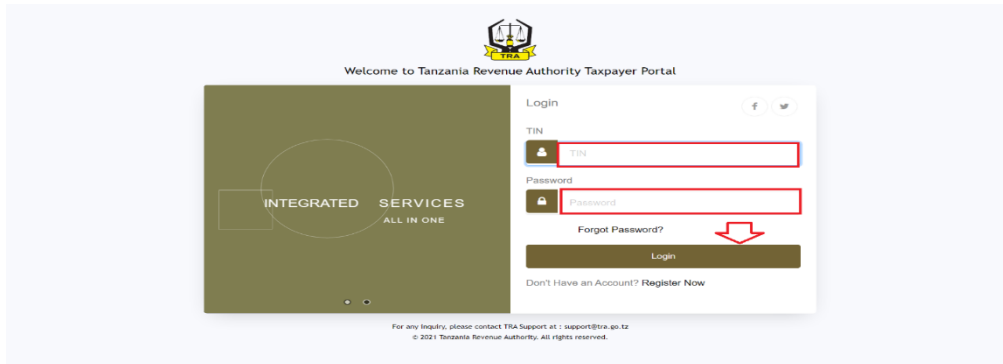 TRA
Welcome to Tanzania Revenue Authority Taxpayer Portal
INTEGRATED SERVICES
ALL IN ONE
Login
TIN
TIN
Password
Password
Forgot Password?
Login
Don't Have an Account? Register Now
For any Inquiry, please contact TRA Support at : support@tra.go.tz
© 2021 Tanzania Revenue Authority. All rights reserved.